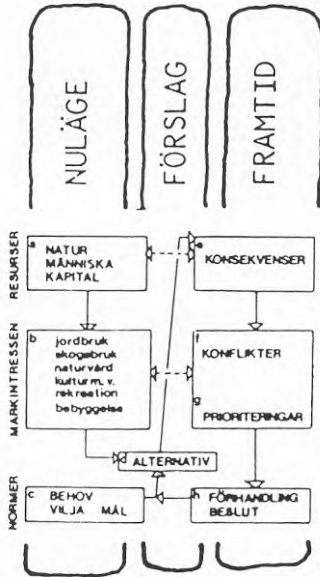 NULÄGE
FÖRSLAG
FRAMTID
RESURSER
a NATUR
MÄNNISKA
KAPITAL
e KONSEKVENSER
MARKINTRESSEN
b jordbruk
skogsbruk
naturvård
kultur m. v.
rekreation
bebyggelse
f KONFLIKTER
g PRIORITERINGAR
ALTERNATIV
NORMER
c BEHOV
VILJA MÅL
h FÖRHANDLING
BESLUT